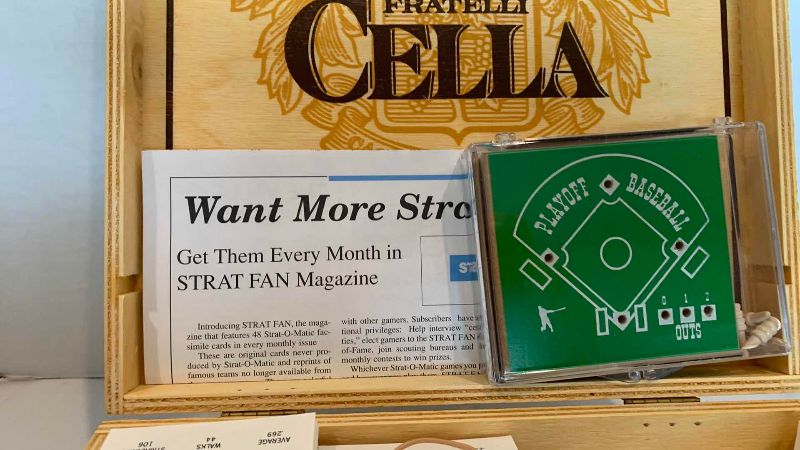 FRATELLI
CELLA
Want More
Get Them Every Month in
STRAT FAN Magazine
Introducing STRAT FAN, the maga-
zine that features 48 Strat-O-Matic fac-
simile cards in every monthly issue
These are original cards never pro-
duced by Strat-O-Matic and reprints of
famous teams no longer available from
with other gamers. Subscribers have
tional privileges: Help interview
ties," elect gamers to the STRAT FAN
of-Fame, join scouting bureaus
monthly contests to win prizes.
Whichever Strat-O-Matic games you
PLAYOFF BASEBALL
0 1 2
OUTS
AVERAGE
.269
WALKS
44
106